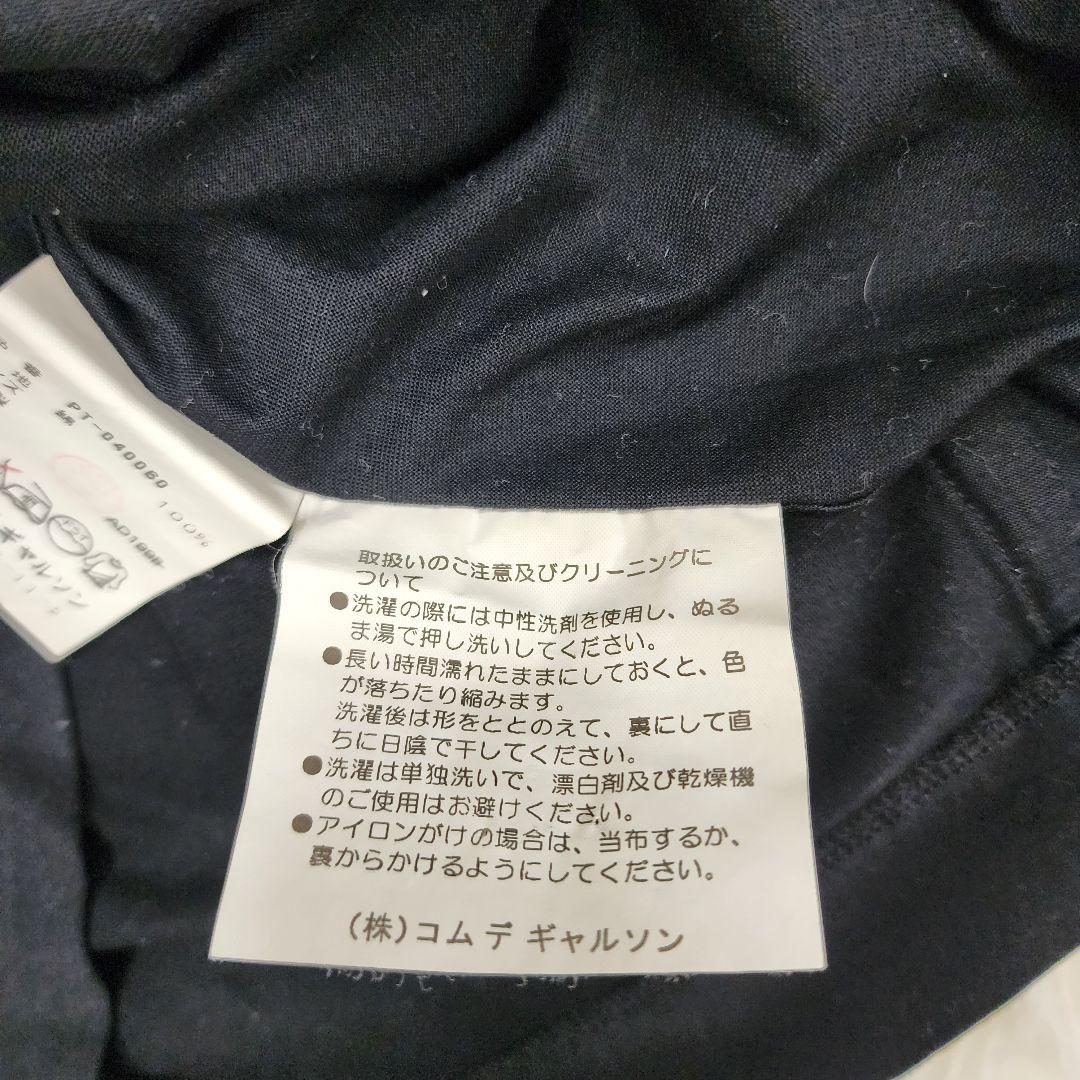 番
地
PT-040060
綿 100%
取扱いのご注意及びクリーニングに
ついて
●洗濯の際には中性洗剤を使用し、ぬる
ま湯で押し洗いしてください。
●長い時間濡れたままにしておくと、色
が落ちたり縮みます。
洗濯後は形をととのえて、裏にして直
ちに日陰で干してください。
●洗濯は単独洗いで、漂白剤及び乾燥機
のご使用はお避けください。
●アイロンがけの場合は、当布するか、
裏からかけるようにしてください。
(株)コム デ ギャルソン